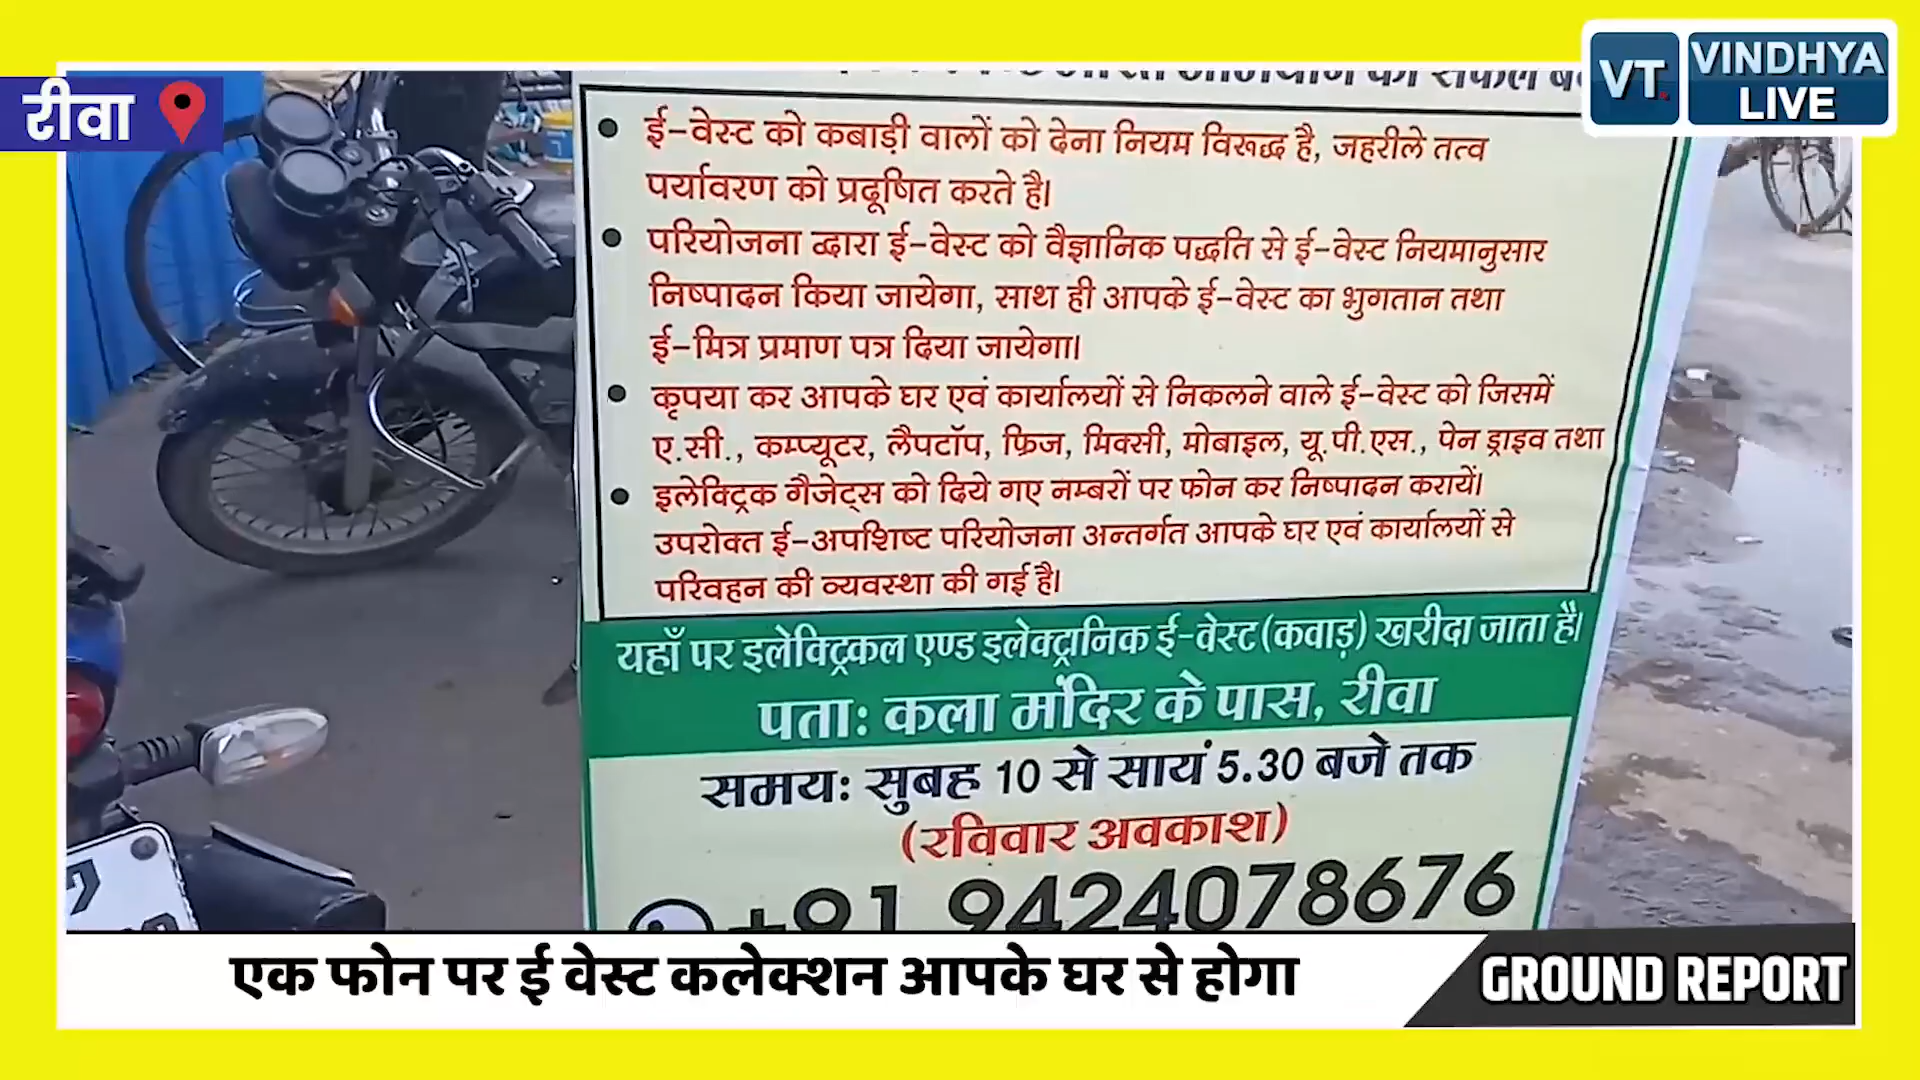 VT. VINDHYA
LIVE
रीवा
ई-वेस्ट को कबाड़ी वालों को देना नियम विरूद्ध है, जहरीले तत्व
पर्यावरण को प्रदूषित करते है।
परियोजना द्वारा ई-वेस्ट को वैज्ञानिक पद्धति से ई-वेस्ट नियमानुसार
निष्पादन किया जायेगा, साथ ही आपके ई-वेस्ट का भुगतान तथा
ई-मित्र प्रमाण पत्र दिया जायेगा।
कृपया कर आपके घर एवं कार्यालयों से निकलने वाले ई-वेस्ट को जिसमें
ए.सी., कम्प्यूटर, लैपटॉप, फ्रिज, मिक्सी, मोबाइल, यू.पी.एस., पेन ड्राइव तथा
इलेक्ट्रिक गैजेट्स को दिये गए नम्बरों पर फोन कर निष्पादन करायें।
उपरोक्त ई-अपशिष्ट परियोजना अन्तर्गत आपके घर एवं कार्यालयों से
परिवहन की व्यवस्था की गई है।
यहाँ पर इलेक्ट्रिकल एण्ड इलेक्ट्रानिक ई-वेस्ट (कवाड़) खरीदा जाता है।
पताः कला मंदिर के पास, रीवा
समयः सुबह 10 से सायं 5.30 बजे तक
(रविवार अवकाश)
+91 9424078676
एक फोन पर ई वेस्ट कलेक्शन आपके घर से होगा
GROUND REPORT